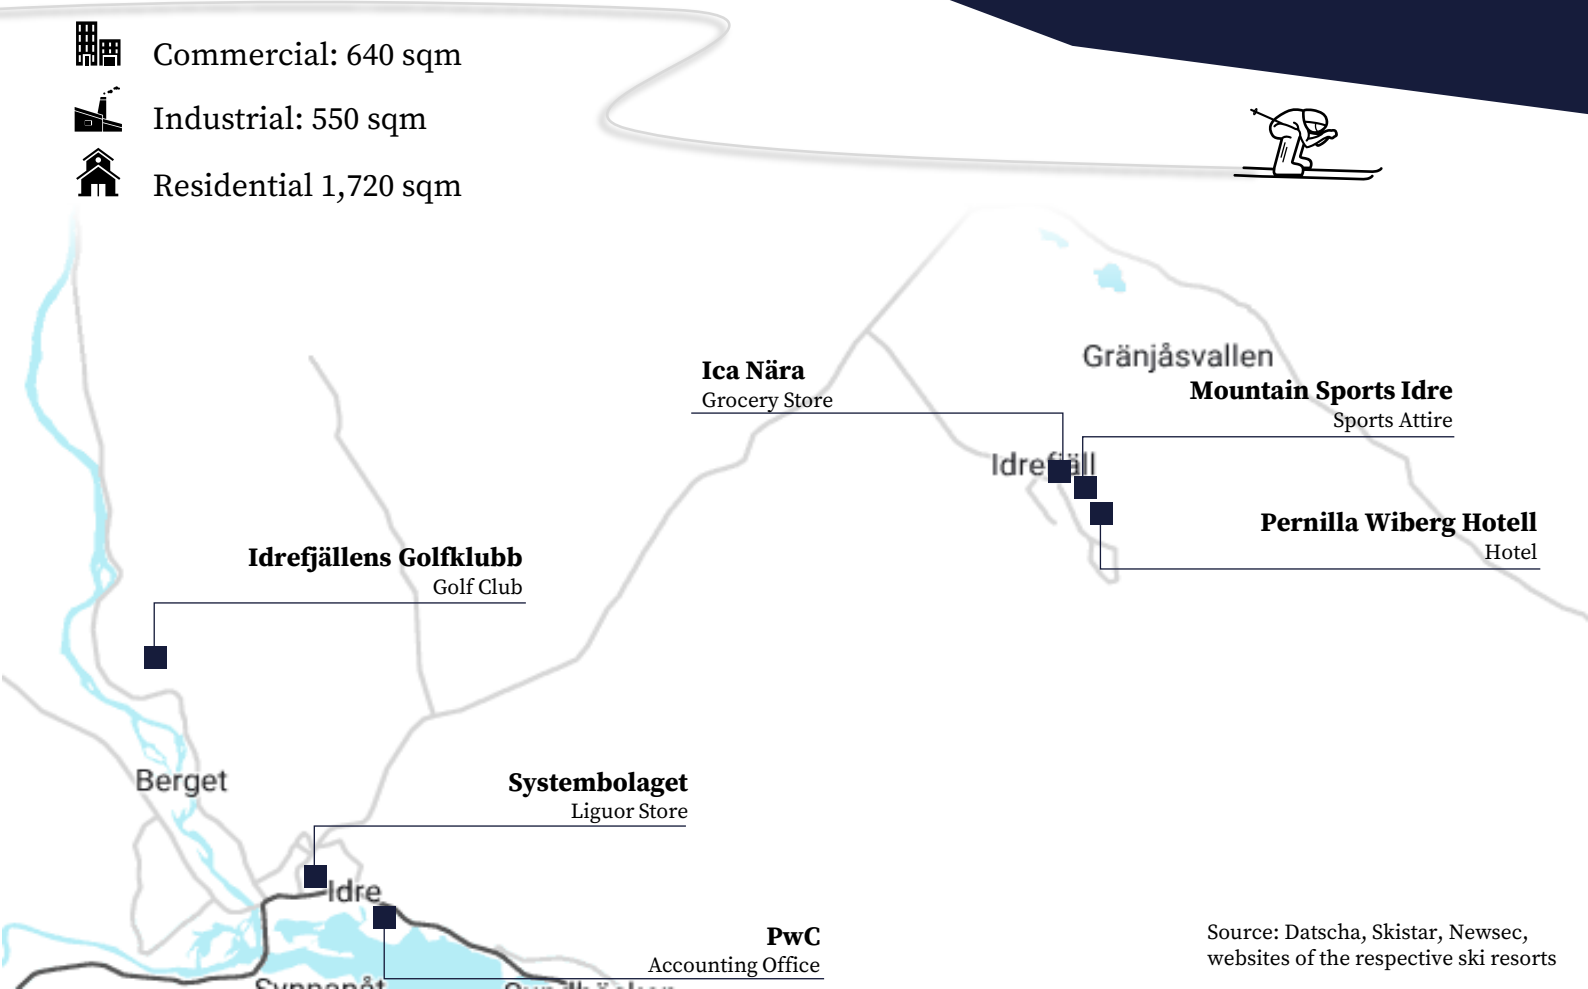 Commercial: 640 sqm
Industrial: 550 sqm
Residential 1,720 sqm
Gränjåsvallen
Ica Nära
Grocery Store
Mountain Sports Idre
Sports Attire
Idrefjäll
Pernilla Wiberg Hotell
Hotel
Idrefjällens Golfklubb
Golf Club
Berget
Systembolaget
Liguor Store
Idre
PwC
Accounting Office
Source: Datscha, Skistar, Newsec,
websites of the respective ski resorts